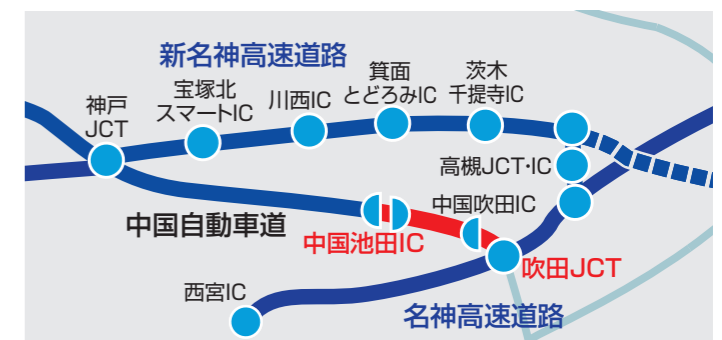 新名神高速道路
神戸
JCT
宝塚北
スマートIC
川西IC
箕面
とどろみIC
茨木
千提寺IC
高槻JCT・IC
中国吹田IC
中国自動車道
中国池田IC
吹田JCT
西宮IC
名神高速道路